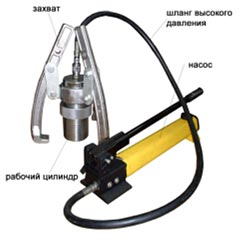 захват
шланг высокого
давления
насос
рабочий цилиндр